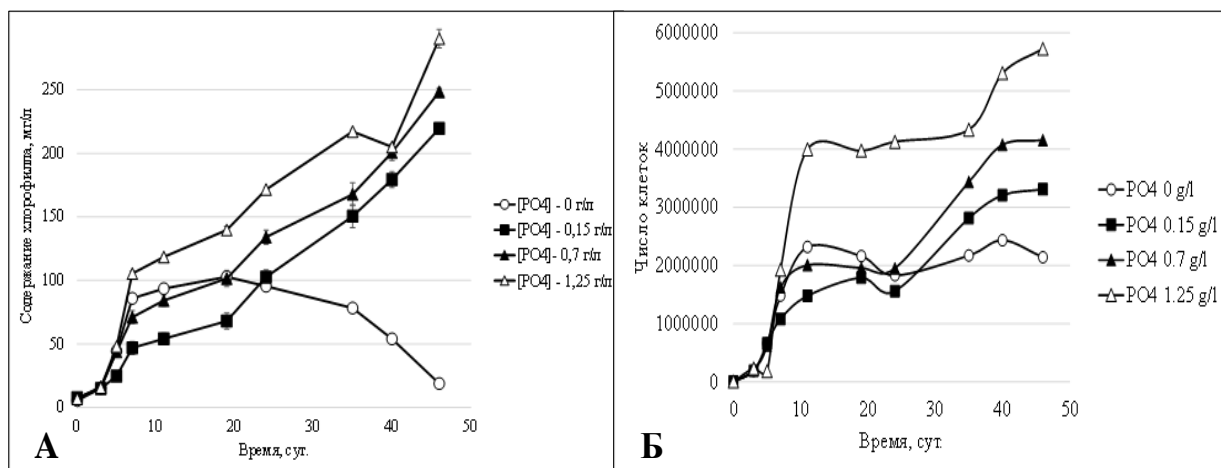 Содержание хлорофилла, мг/л
250
200
150
100
50
0
0
10
20
30
40
50
Время, сут.
[PO4] - 0 г/л
[PO4] - 0,15 г/л
[PO4] - 0,7 г/л
[PO4] - 1,25 г/л
А
Число клеток
6000000
5000000
4000000
3000000
2000000
1000000
0
0
10
20
30
40
50
Время, сут.
PO4 0 g/l
PO4 0.15 g/l
PO4 0.7 g/l
PO4 1.25 g/l
Б